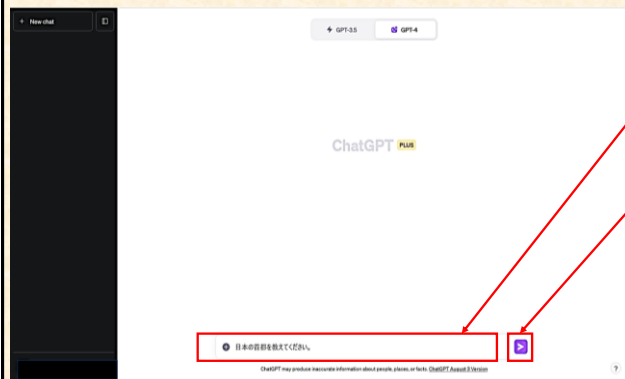 + New chat
GPT-3.5 GPT-4
ChatGPT PLUS
日本の首都を教えてください。
ChatGPT may produce inaccurate information about people, places, or facts. ChatGPT August 3 Version
?